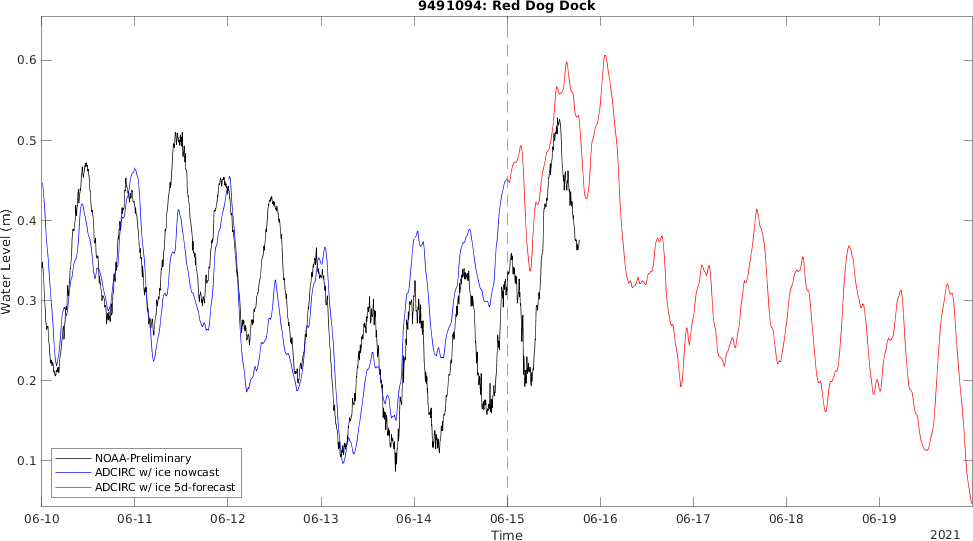 9491094: Red Dog Dock
Water Level (m)
0.6
0.5
0.4
0.3
0.2
0.1
NOAA-Preliminary
ADCIRC w/ ice nowcast
ADCIRC w/ ice 5d-forecast
06-10 06-11 06-12 06-13 06-14 06-15 06-16 06-17 06-18 06-19
Time
2021